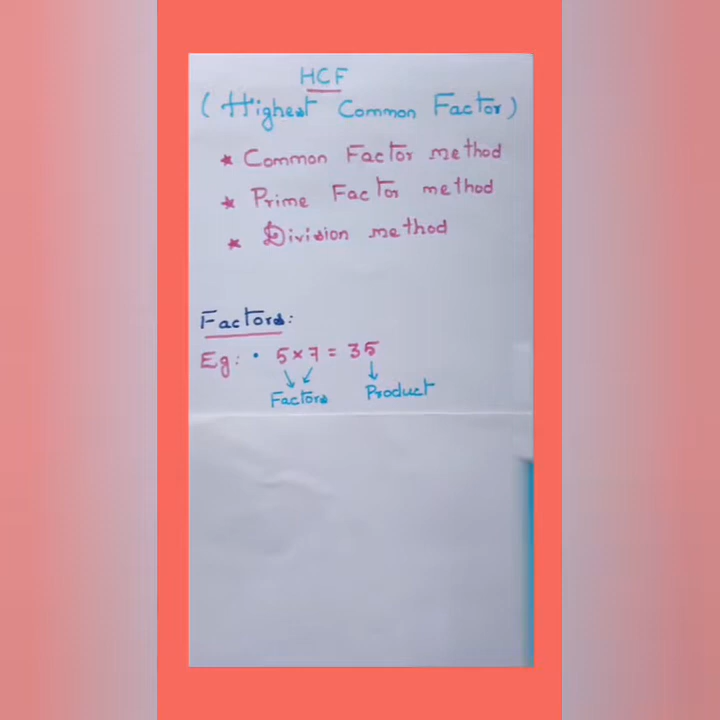 HCF
(Highest Common Factor)
★ Common Factor method
★ Prime Factor method
★ Division method
Factors:
Eg: • 5 × 7 = 35
Factors Product